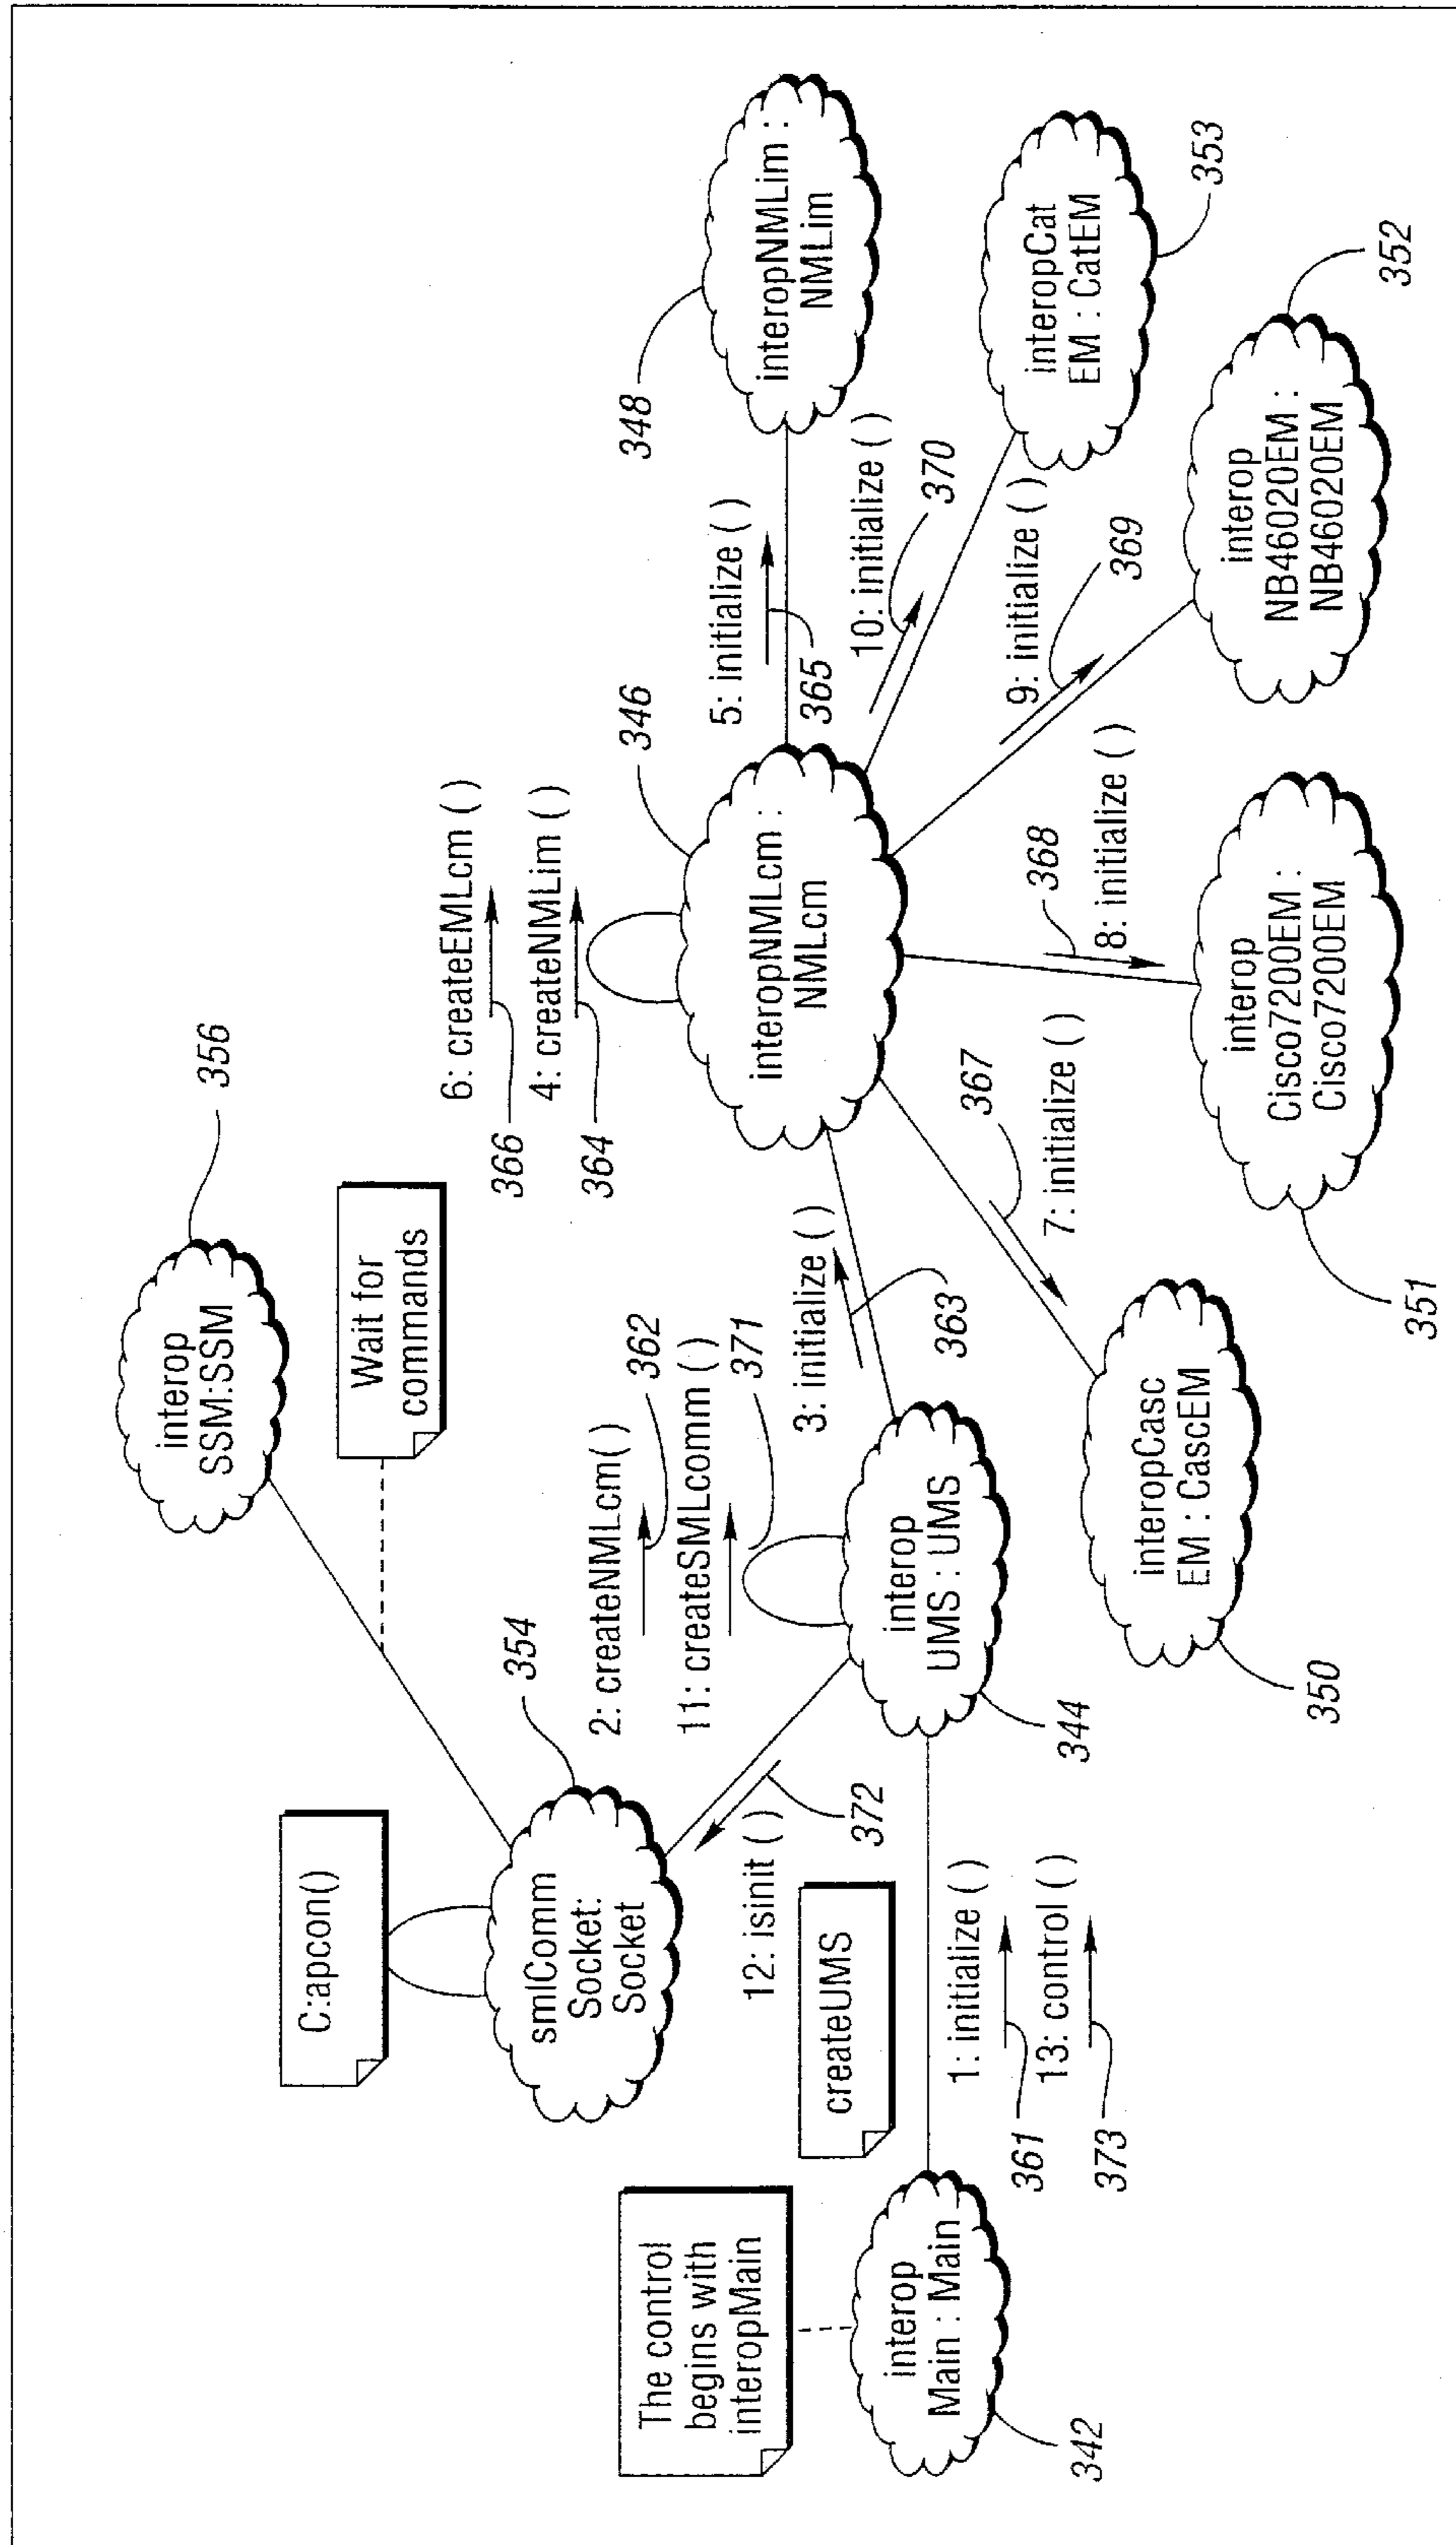 356
interop
SSM:SSM
Wait for
commands
C:apcon()
354
smlComm
Socket:
Socket
2: createNMLcm()
362
11: createSMLcomm ( )
371
12: isinit ( )
372
The control
begins with
interopMain
createUMS
interop
Main : Main
342
1: initialize ( )
361
13: control ( )
373
interop
UMS : UMS
344
3: initialize ( )
363
6: createEMLcm ( )
366
4: createNMLim ( )
364
346
interopNMLcm :
NMLcm
5: initialize ( )
365
348
interopNMLim :
NMLim
10: initialize ( )
370
interopCat
EM : CatEM
353
9: initialize ( )
369
interop
NB46020EM :
NB46020EM
352
8: initialize ( )
368
interop
Cisco7200EM :
Cisco7200EM
351
7: initialize ( )
367
interopCasc
EM : CascEM
350